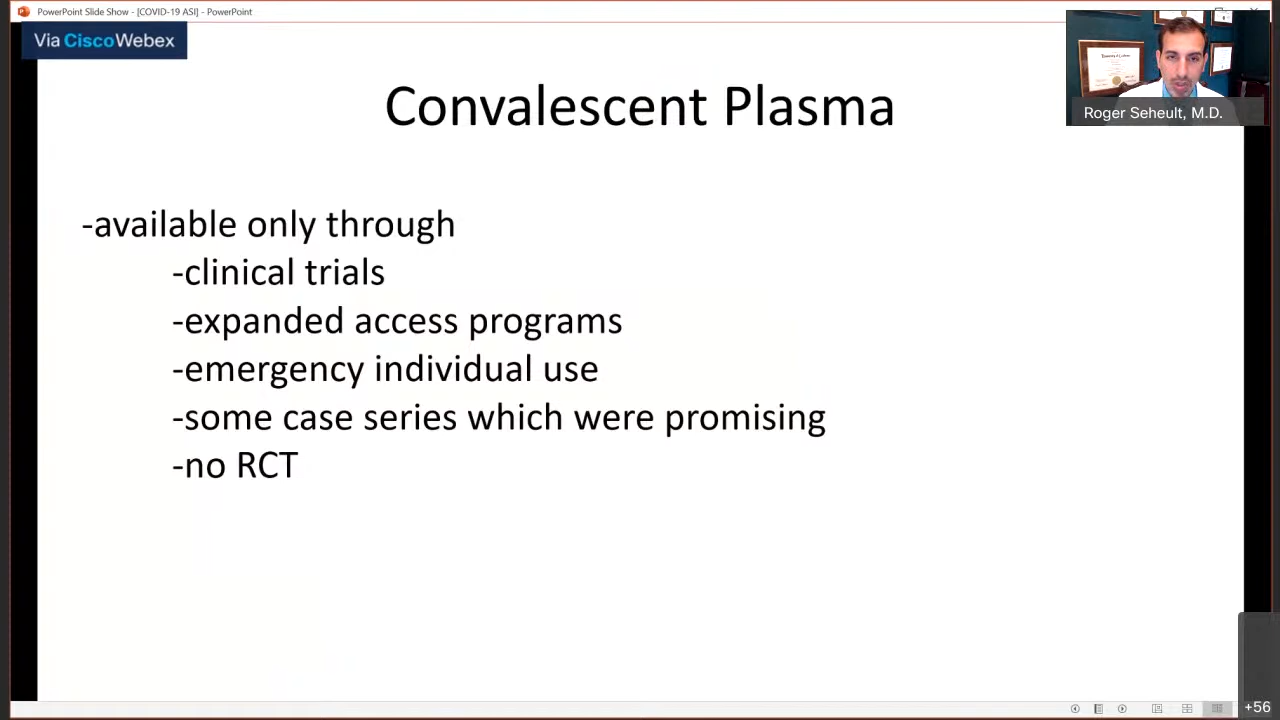 PowerPoint Slide Show - [COVID-19 ASI] - PowerPoint
Via CiscoWebex
Roger Seheult, M.D.
Convalescent Plasma
-available only through
-clinical trials
-expanded access programs
-emergency individual use
-some case series which were promising
-no RCT
+56